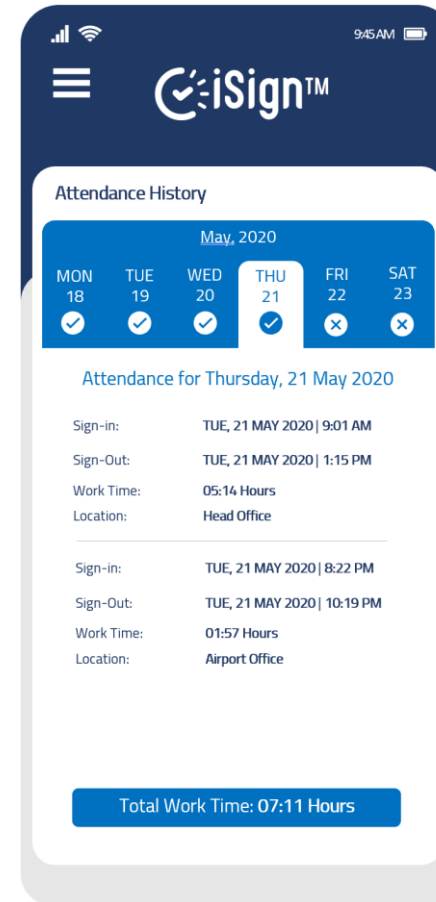 9:45 AM
iSign™
Attendance History
May, 2020
MON TUE WED THU FRI SAT
18 19 20 21 22 23
Attendance for Thursday, 21 May 2020
Sign-in: TUE, 21 MAY 2020 | 9:01 AM
Sign-Out: TUE, 21 MAY 2020 | 1:15 PM
Work Time: 05:14 Hours
Location: Head Office
Sign-in: TUE, 21 MAY 2020 | 8:22 PM
Sign-Out: TUE, 21 MAY 2020 | 10:19 PM
Work Time: 01:57 Hours
Location: Airport Office
Total Work Time: 07:11 Hours